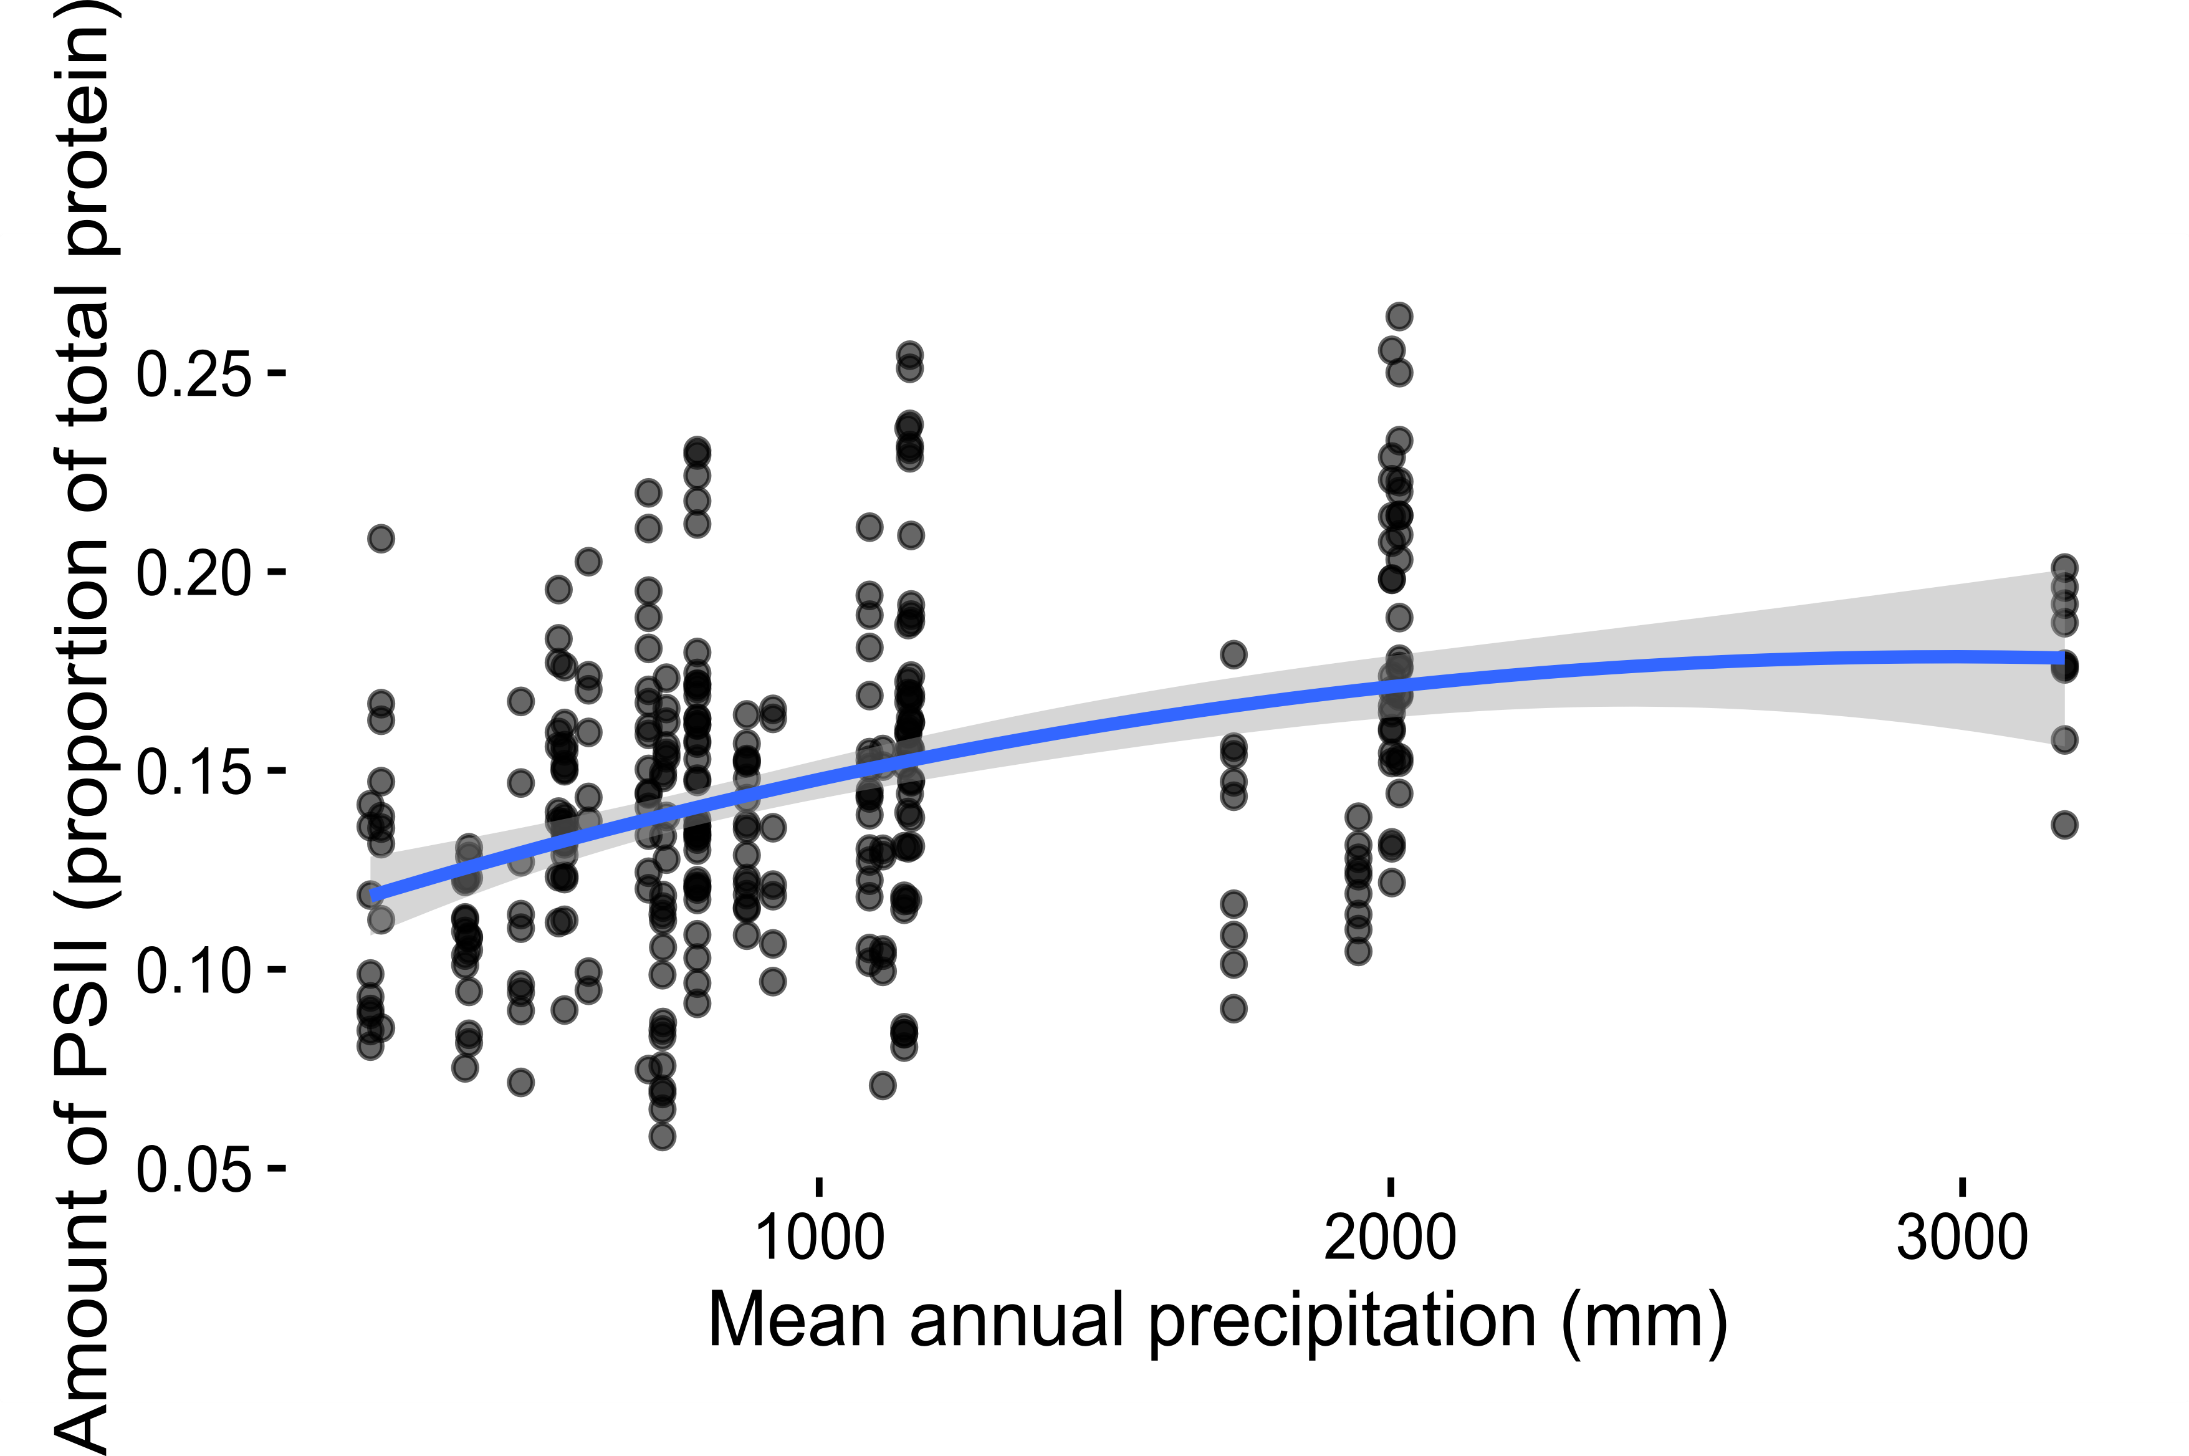 Amount of PSII (proportion of total protein)
0.25
0.20
0.15
0.10
0.05
1000 2000 3000
Mean annual precipitation (mm)